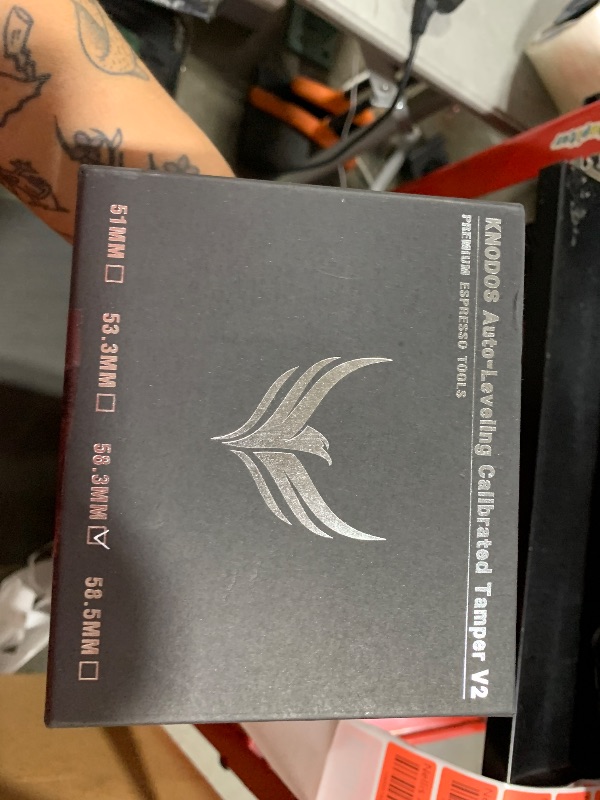 KNODOS Auto-Leveling Calibrated Tamper V2
PREMIUM ESPRESSO TOOLS
51MM ☐ 53.3MM ☐ 58.3MM ☑ 58.5MM ☐